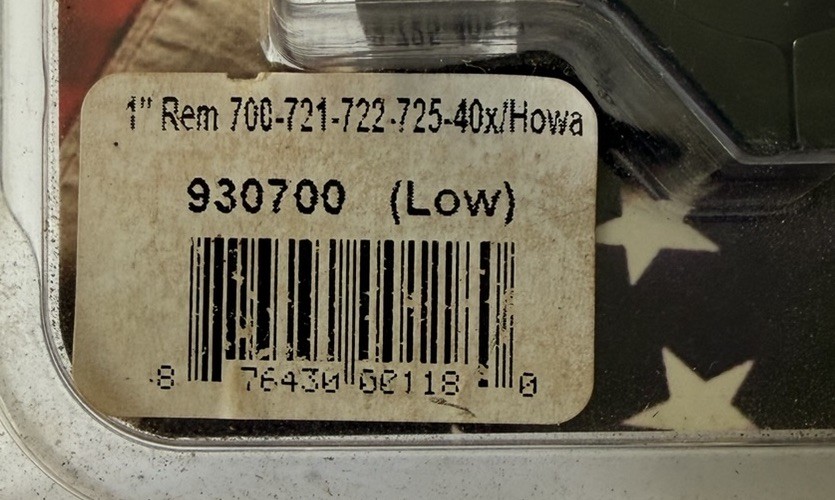 1" Rem 700-721-722-725-40x/Howa
930700 (Low)
8 76430 00118 0